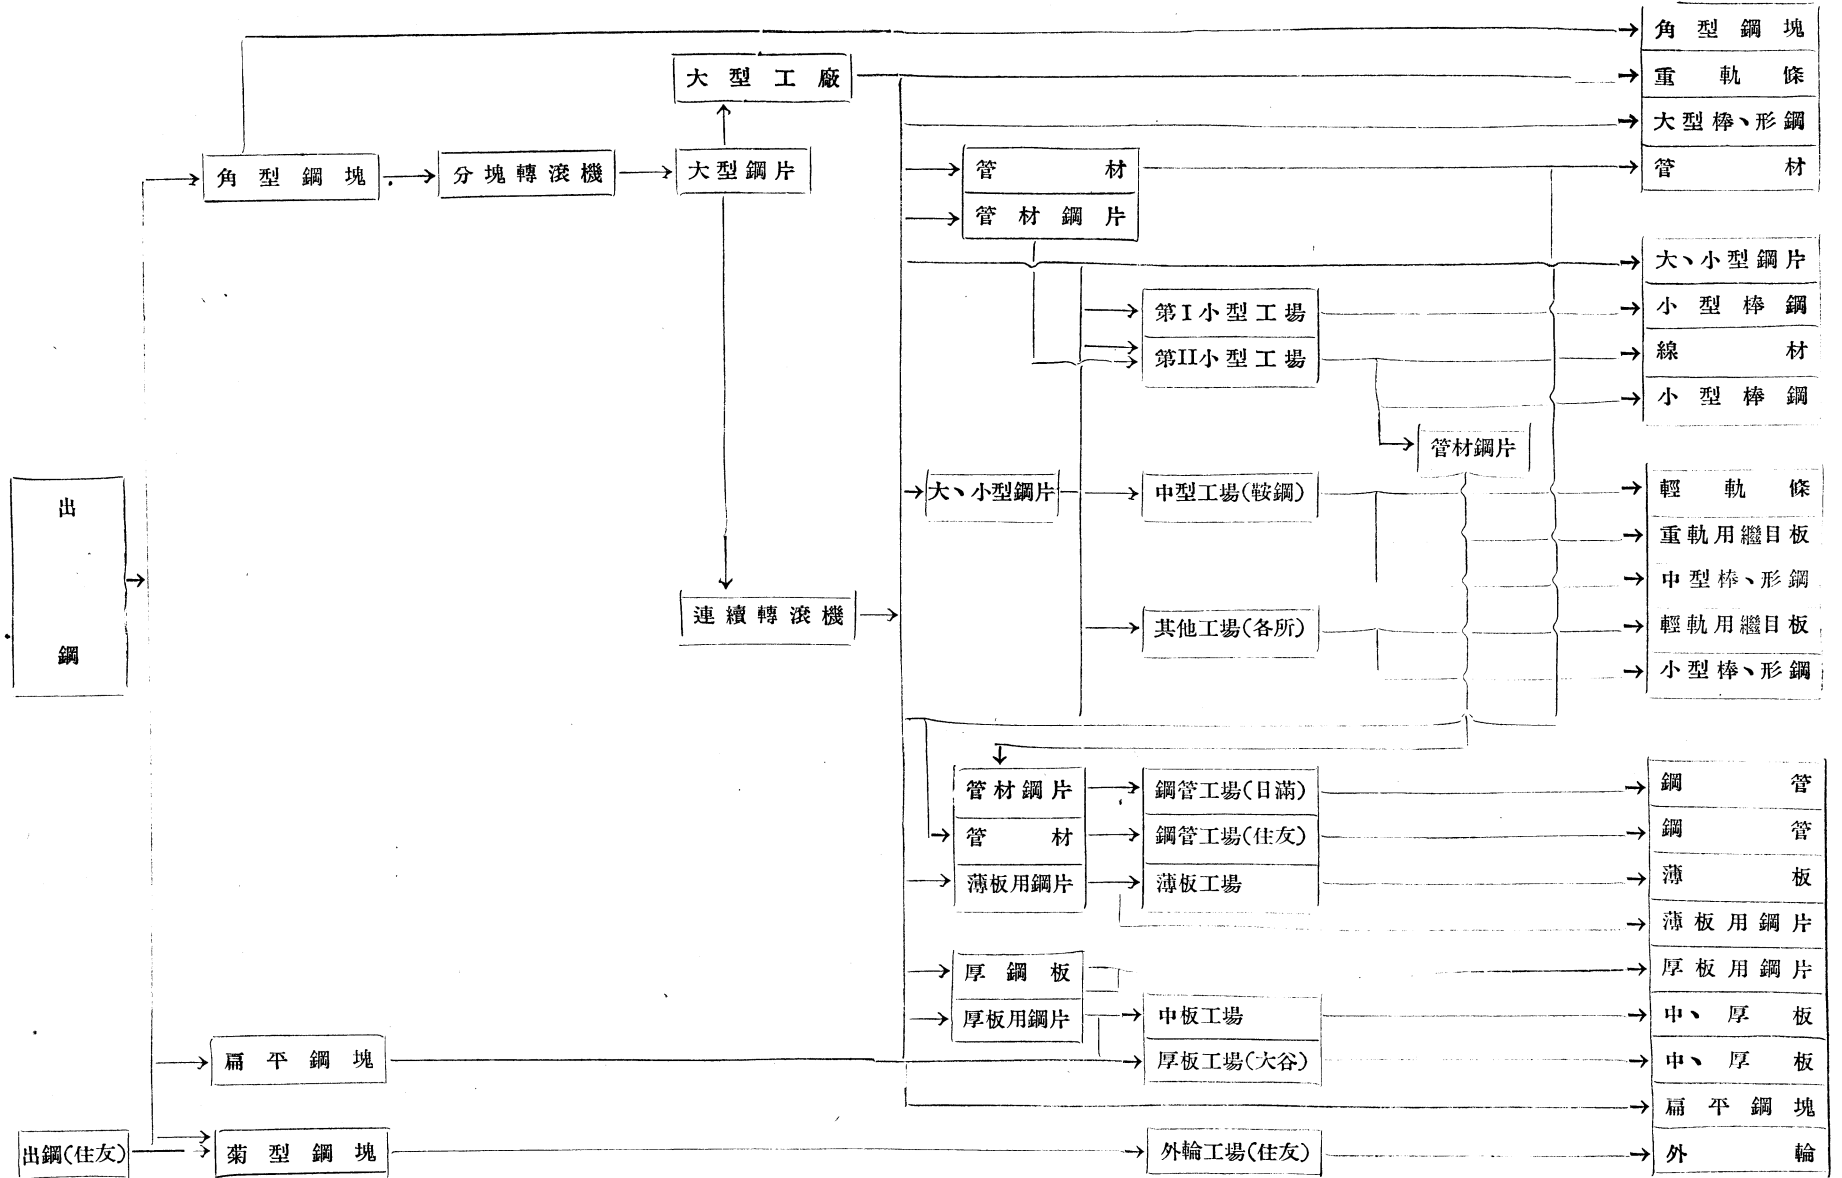 出鋼
出鋼(住友)
角型鋼塊
分塊轉滾機
大型鋼片
大型工廠
連續轉滾機
扁平鋼塊
菊型鋼塊
管材
管材鋼片
大、小型鋼片
管材鋼片
管材
薄板用鋼片
厚鋼板
厚板用鋼片
第I小型工場
第II小型工場
管材鋼片
中型工場(鞍鋼)
其他工場(各所)
鋼管工場(日滿)
鋼管工場(住友)
薄板工場
中板工場
厚板工場(大谷)
外輪工場(住友)
角型鋼塊
重軌條
大型棒、形鋼
管材
大、小型鋼片
小型棒鋼
線材
小型棒鋼
輕軌條
重軌用繼目板
中型棒、形鋼
輕軌用繼目板
小型棒、形鋼
鋼管
鋼管
薄板
薄板用鋼片
厚板用鋼片
中、厚板
中、厚板
扁平鋼塊
外輪